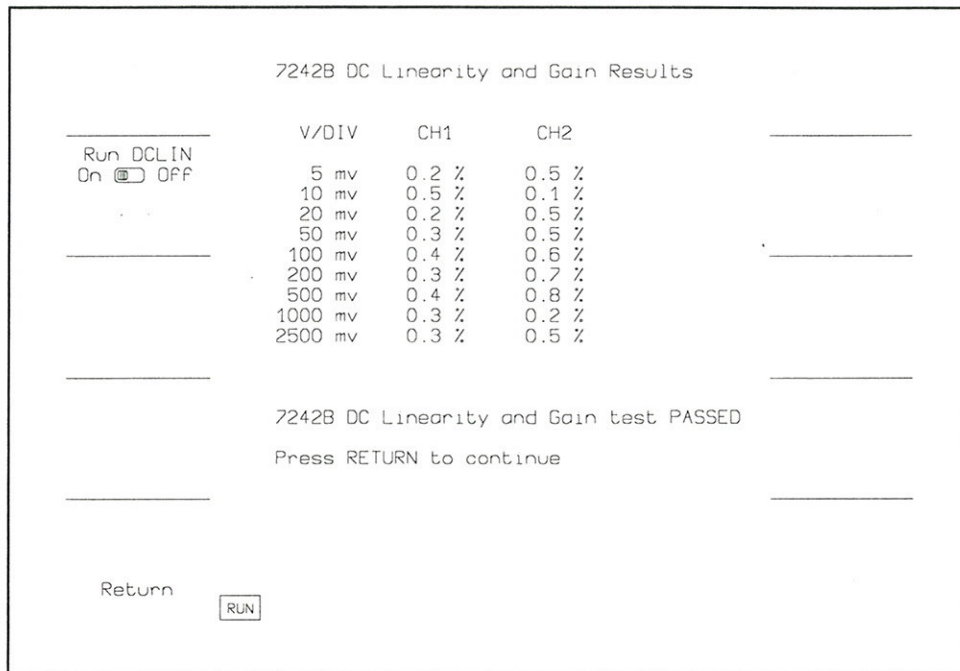 7242B DC Linearity and Gain Results
V/DIV CH1 CH2
Run DCLIN
On Off
5 mv 0.2 % 0.5 %
10 mv 0.5 % 0.1 %
20 mv 0.2 % 0.5 %
50 mv 0.3 % 0.5 %
100 mv 0.4 % 0.6 %
200 mv 0.3 % 0.7 %
500 mv 0.4 % 0.8 %
1000 mv 0.3 % 0.2 %
2500 mv 0.3 % 0.5 %
7242B DC Linearity and Gain test PASSED
Press RETURN to continue
Return
RUN